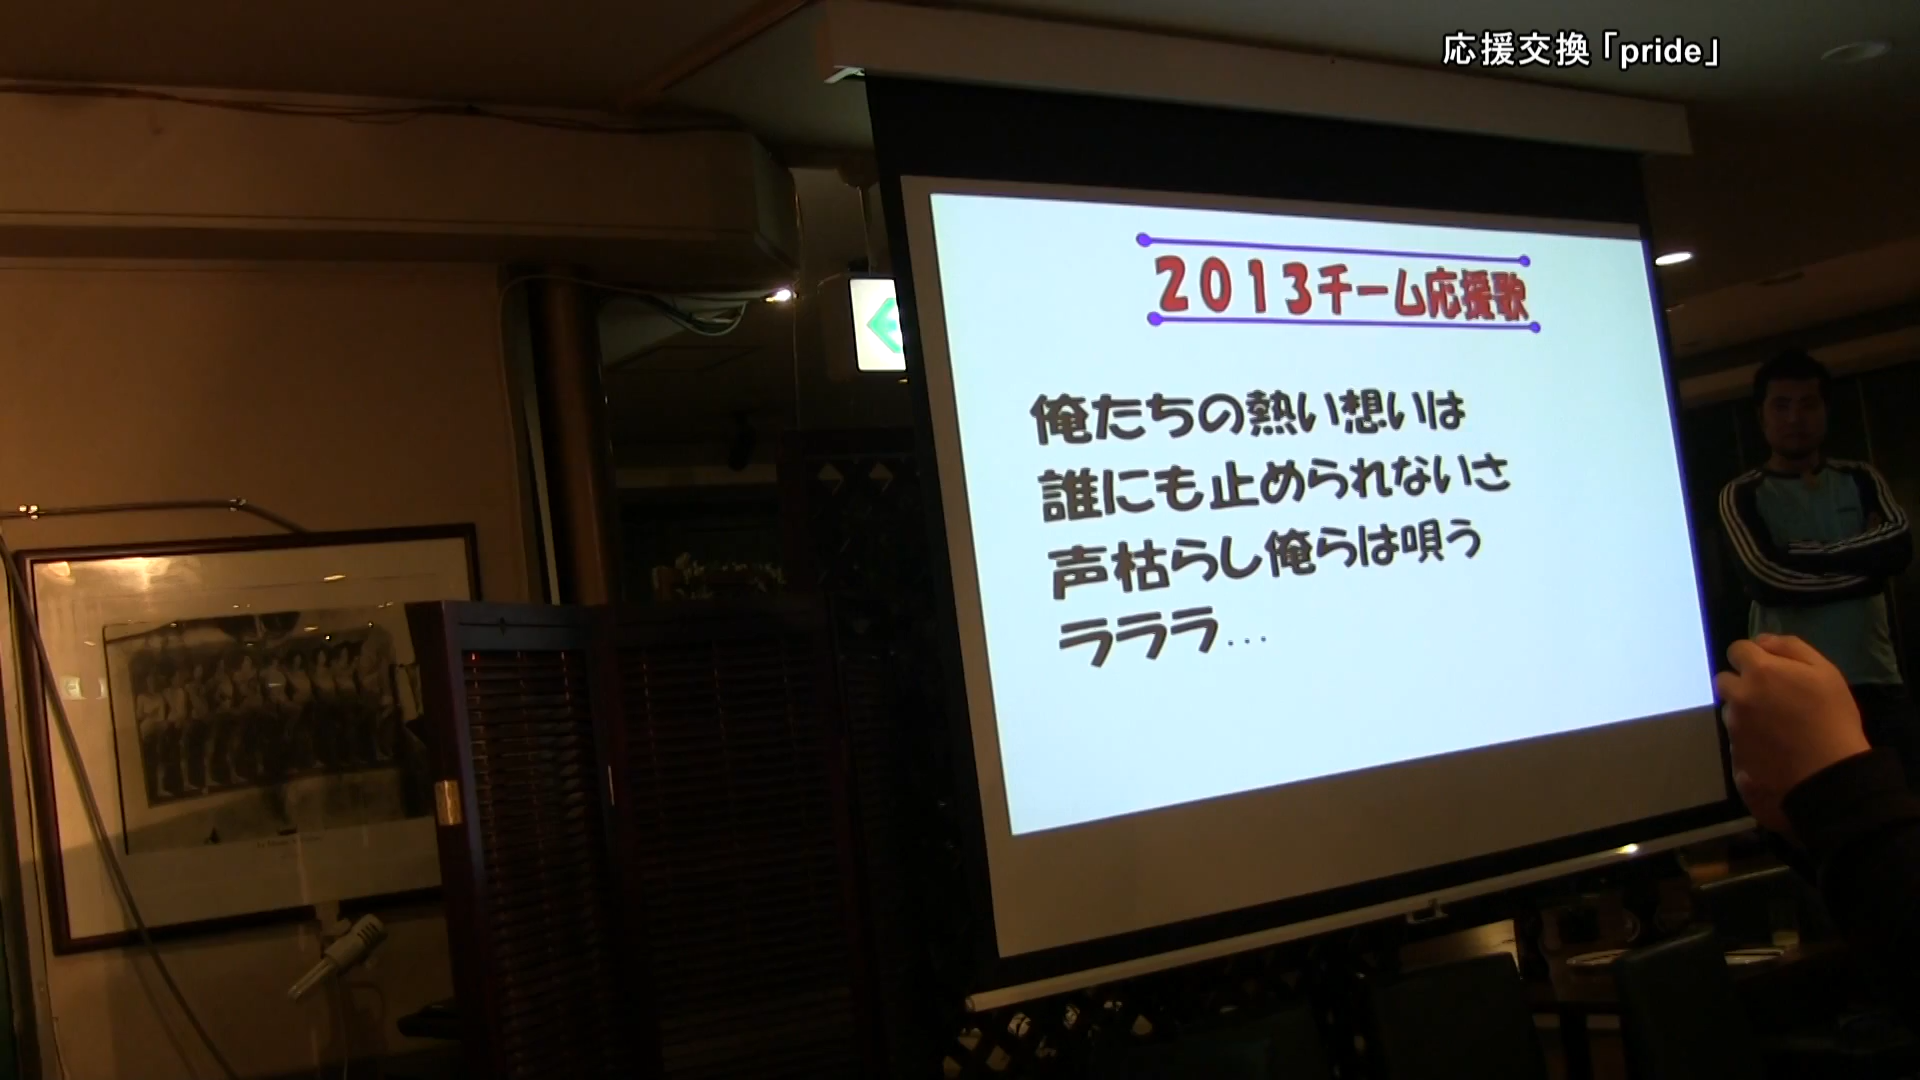 応援交換「pride」
２０１３チーム応援歌
俺たちの熱い想いは
誰にも止められないさ
声枯らし俺らは唄う
ラララ…